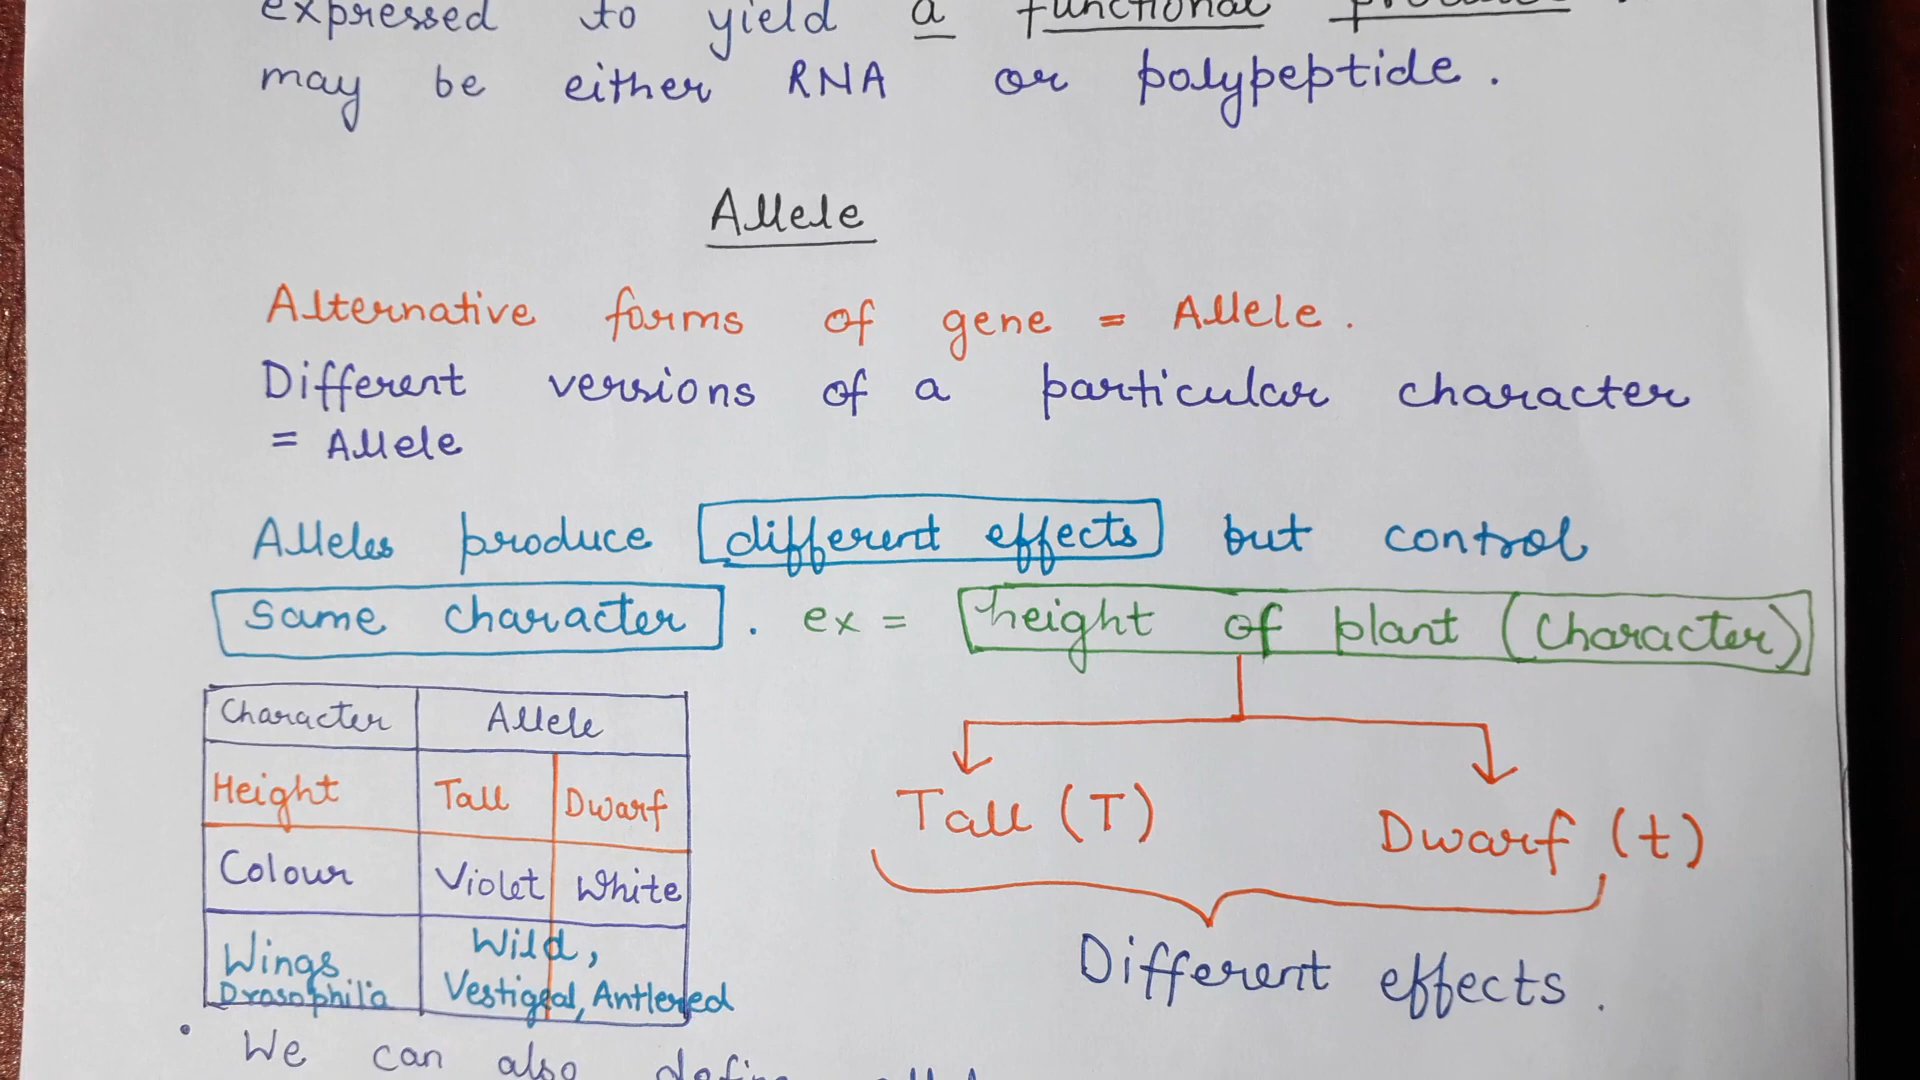 expressed to yield a functional product.
may be either RNA or polypeptide.
Allele
Alternative forms of gene = Allele.
Different versions of a particular character
= Allele
Alleles produce different effects but control
same character. ex = height of plant (Character)
Character Allele
Height Tall Dwarf
Colour Violet White
Wings Wild,
Drosophila Vestigeal, Antlered
Tall (T) Dwarf (t)
Different effects.
• We can also define